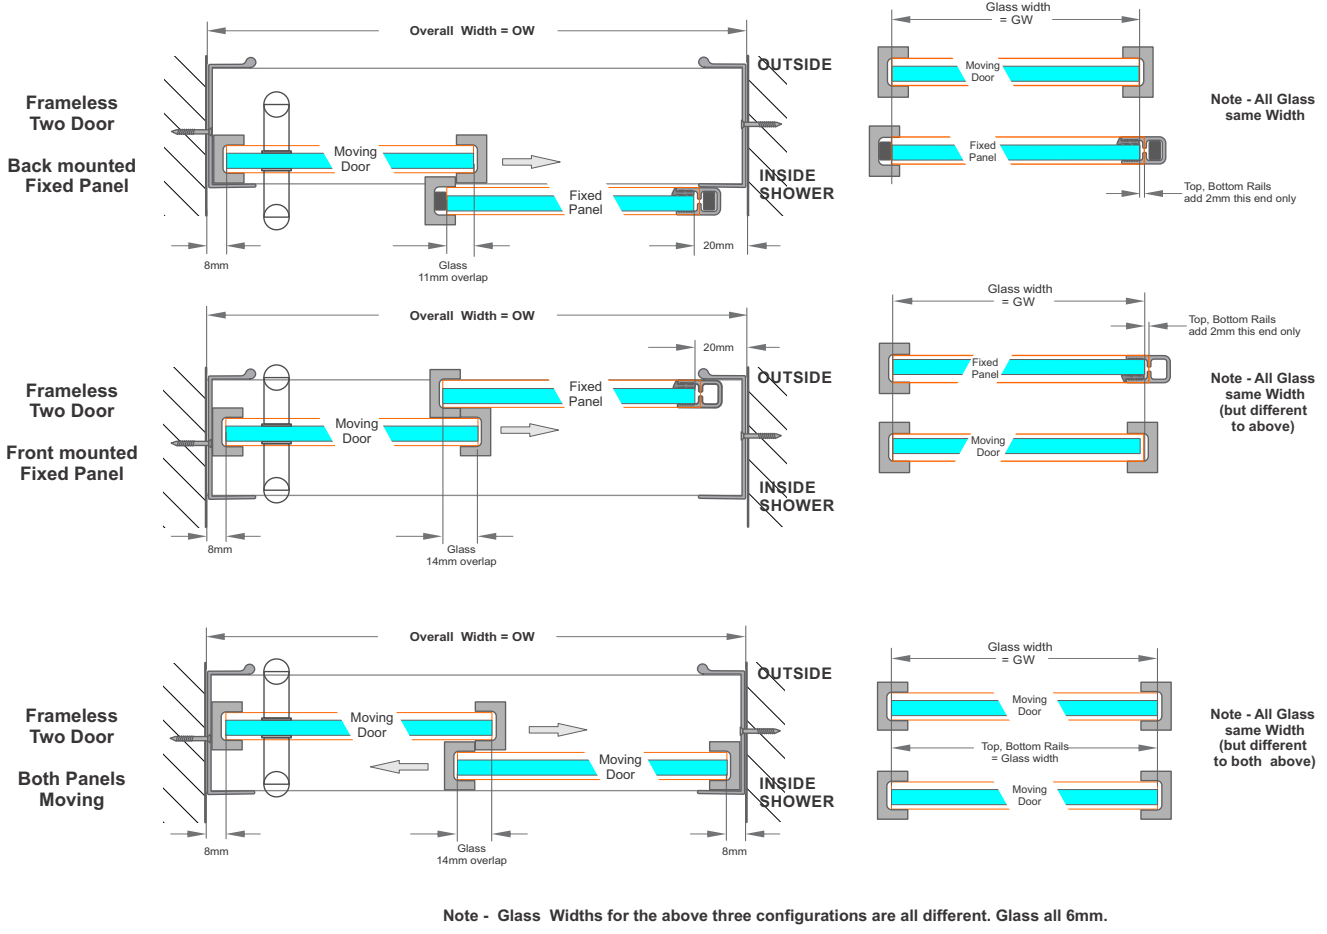 Overall Width = OW
OUTSIDE
Frameless
Two Door
Back mounted
Fixed Panel
Moving
Door
Fixed
Panel
INSIDE
SHOWER
8mm
Glass
11mm overlap
20mm
Glass width
= GW
Moving
Door
Fixed
Panel
Note - All Glass
same Width
Top, Bottom Rails
add 2mm this end only
Overall Width = OW
20mm
OUTSIDE
Frameless
Two Door
Front mounted
Fixed Panel
Fixed
Panel
Moving
Door
INSIDE
SHOWER
8mm
Glass
14mm overlap
Glass width
= GW
Top, Bottom Rails
add 2mm this end only
Fixed
Panel
Moving
Door
Note - All Glass
same Width
(but different
to above)
Overall Width = OW
OUTSIDE
Frameless
Two Door
Both Panels
Moving
Moving
Door
Moving
Door
INSIDE
SHOWER
8mm
Glass
14mm overlap
8mm
Glass width
= GW
Moving
Door
Top, Bottom Rails
= Glass width
Moving
Door
Note - All Glass
same Width
(but different
to both above)
Note - Glass Widths for the above three configurations are all different. Glass all 6mm.